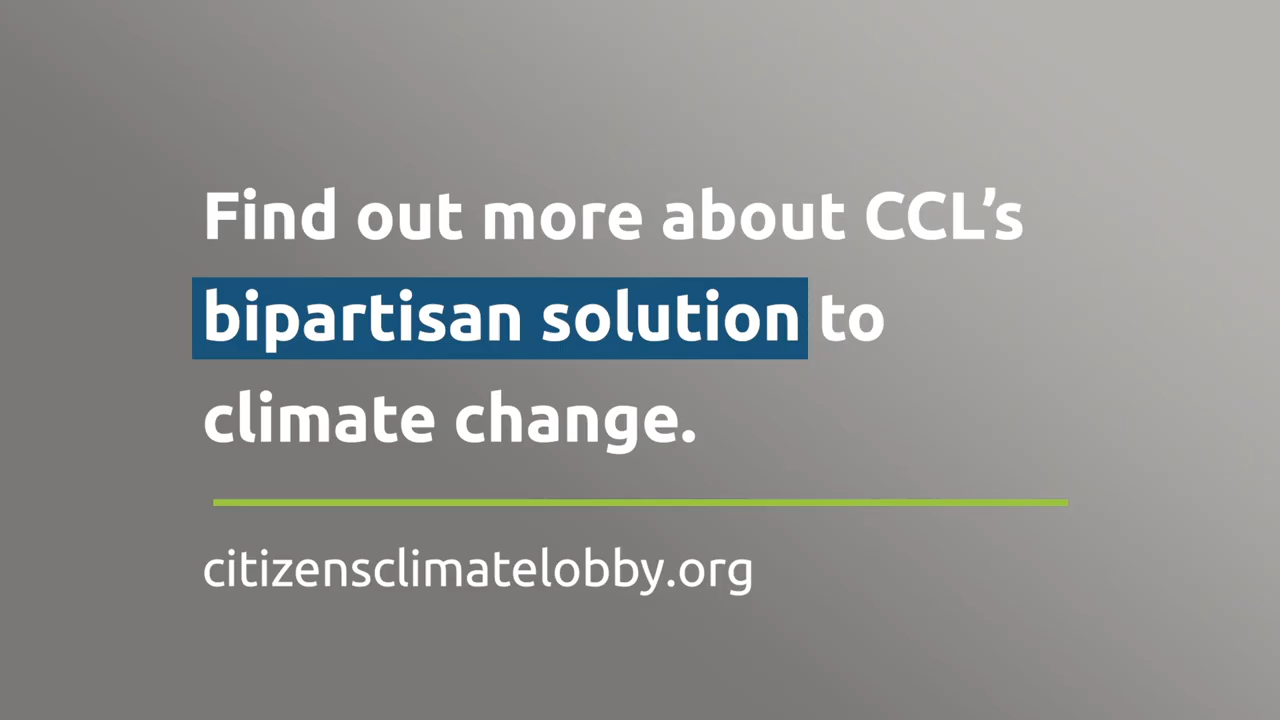 Find out more about CCL’s
bipartisan solution to
climate change.
citizensclimatelobby.org